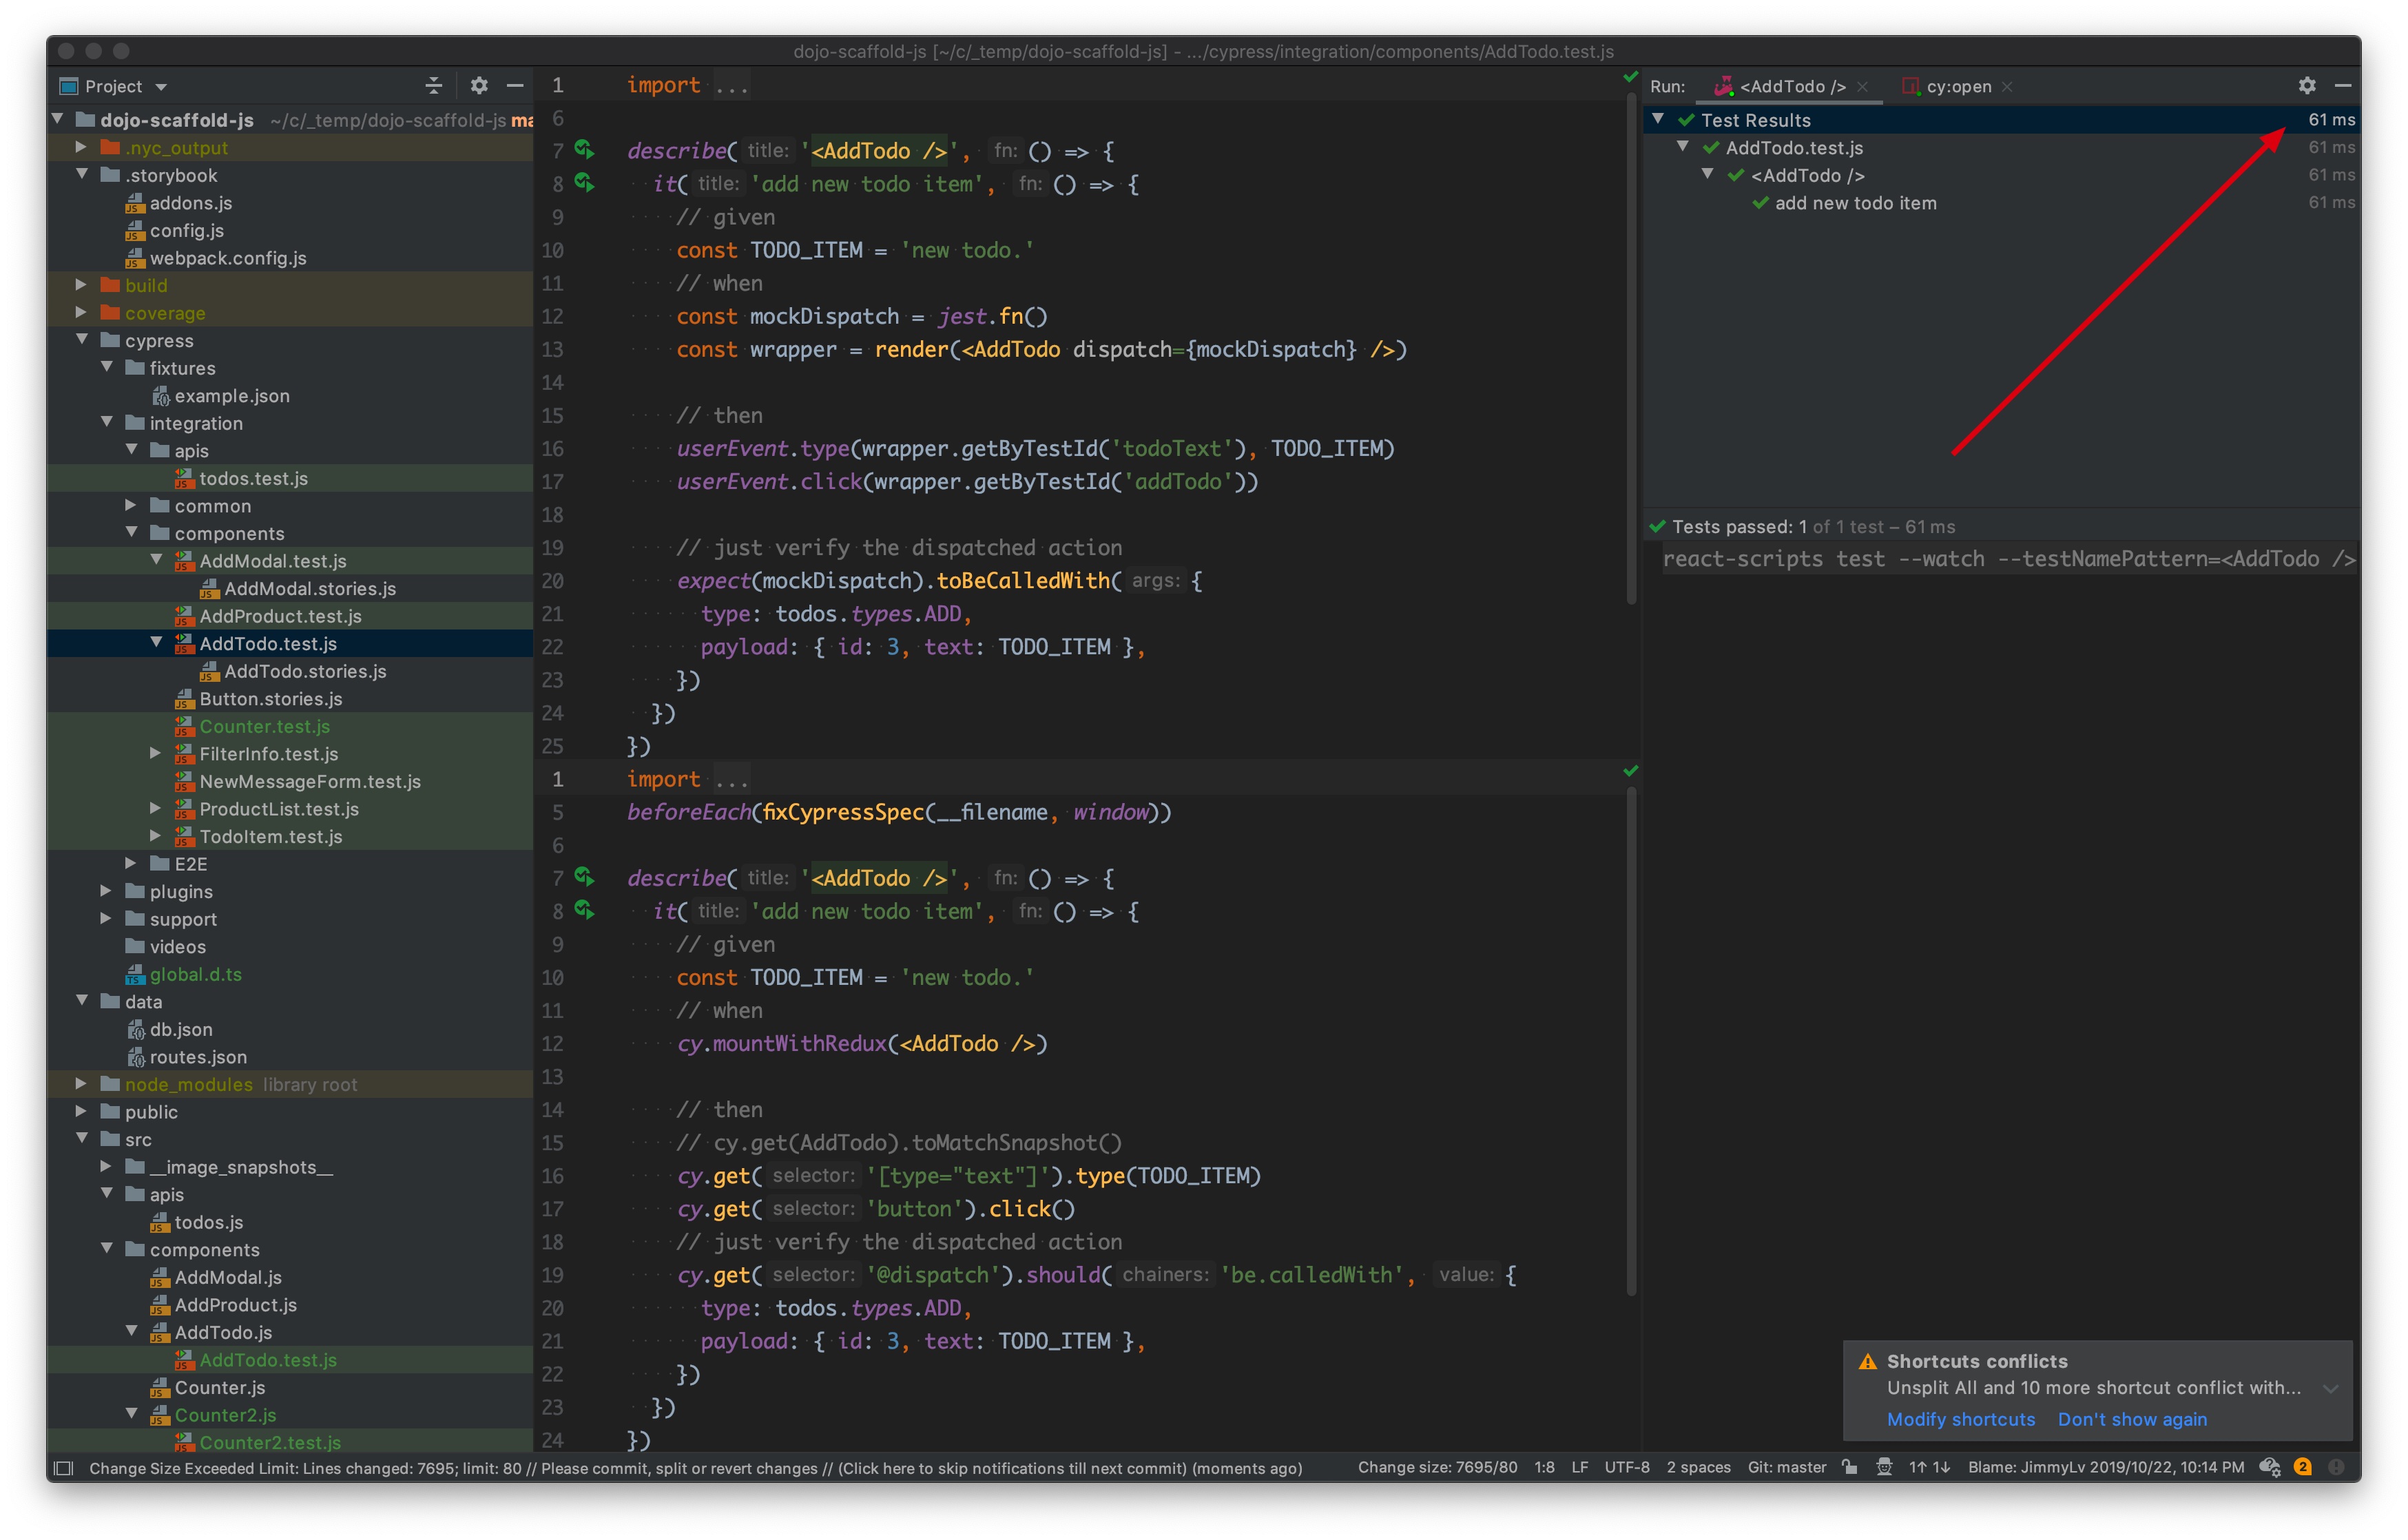 dojo-scaffold-js [~/c/_temp/dojo-scaffold-js] - .../cypress/integration/components/AddTodo.test.js
Project
dojo-scaffold-js ~/c/_temp/dojo-scaffold-js ma
.nyc_output
.storybook
addons.js
config.js
webpack.config.js
build
coverage
cypress
fixtures
example.json
integration
apis
todos.test.js
common
components
AddModal.test.js
AddModal.stories.js
AddProduct.test.js
AddTodo.test.js
AddTodo.stories.js
Button.stories.js
Counter.test.js
FilterInfo.test.js
NewMessageForm.test.js
ProductList.test.js
TodoItem.test.js
E2E
plugins
support
videos
global.d.ts
data
db.json
routes.json
node_modules library root
public
src
__image_snapshots__
apis
todos.js
components
AddModal.js
AddProduct.js
AddTodo.js
AddTodo.test.js
Counter.js
Counter2.js
Counter2.test.js
1 import ...
6
7 describe( title: '<AddTodo />', fn: () => {
8 it( title: 'add new todo item', fn: () => {
9 // given
10 const TODO_ITEM = 'new todo.'
11 // when
12 const mockDispatch = jest.fn()
13 const wrapper = render(<AddTodo dispatch={mockDispatch} />)
14
15 // then
16 userEvent.type(wrapper.getByTestId('todoText'), TODO_ITEM)
17 userEvent.click(wrapper.getByTestId('addTodo'))
18
19 // just verify the dispatched action
20 expect(mockDispatch).toBeCalledWith( args: {
21 type: todos.types.ADD,
22 payload: { id: 3, text: TODO_ITEM },
23 })
24 })
25 })
1 import ...
5 beforeEach(fixCypressSpec(__filename, window))
6
7 describe( title: '<AddTodo />', fn: () => {
8 it( title: 'add new todo item', fn: () => {
9 // given
10 const TODO_ITEM = 'new todo.'
11 // when
12 cy.mountWithRedux(<AddTodo />)
13
14 // then
15 // cy.get(AddTodo).toMatchSnapshot()
16 cy.get( selector: '[type="text"]').type(TODO_ITEM)
17 cy.get( selector: 'button').click()
18 // just verify the dispatched action
19 cy.get( selector: '@dispatch').should( chainers: 'be.calledWith', value: {
20 type: todos.types.ADD,
21 payload: { id: 3, text: TODO_ITEM },
22 })
23 })
24 })
Run: <AddTodo /> cy:open
Test Results 61 ms
AddTodo.test.js 61 ms
<AddTodo /> 61 ms
add new todo item 61 ms
Tests passed: 1 of 1 test – 61 ms
react-scripts test --watch --testNamePattern=<AddTodo />
Shortcuts conflicts
Unsplit All and 10 more shortcut conflict with...
Modify shortcuts Don't show again
Change Size Exceeded Limit: Lines changed: 7695; limit: 80 // Please commit, split or revert changes // (Click here to skip notifications till next commit) (moments ago) Change size: 7695/80 1:8 LF UTF-8 2 spaces Git: master 1↑ 1↓ Blame: JimmyLv 2019/10/22, 10:14 PM 2